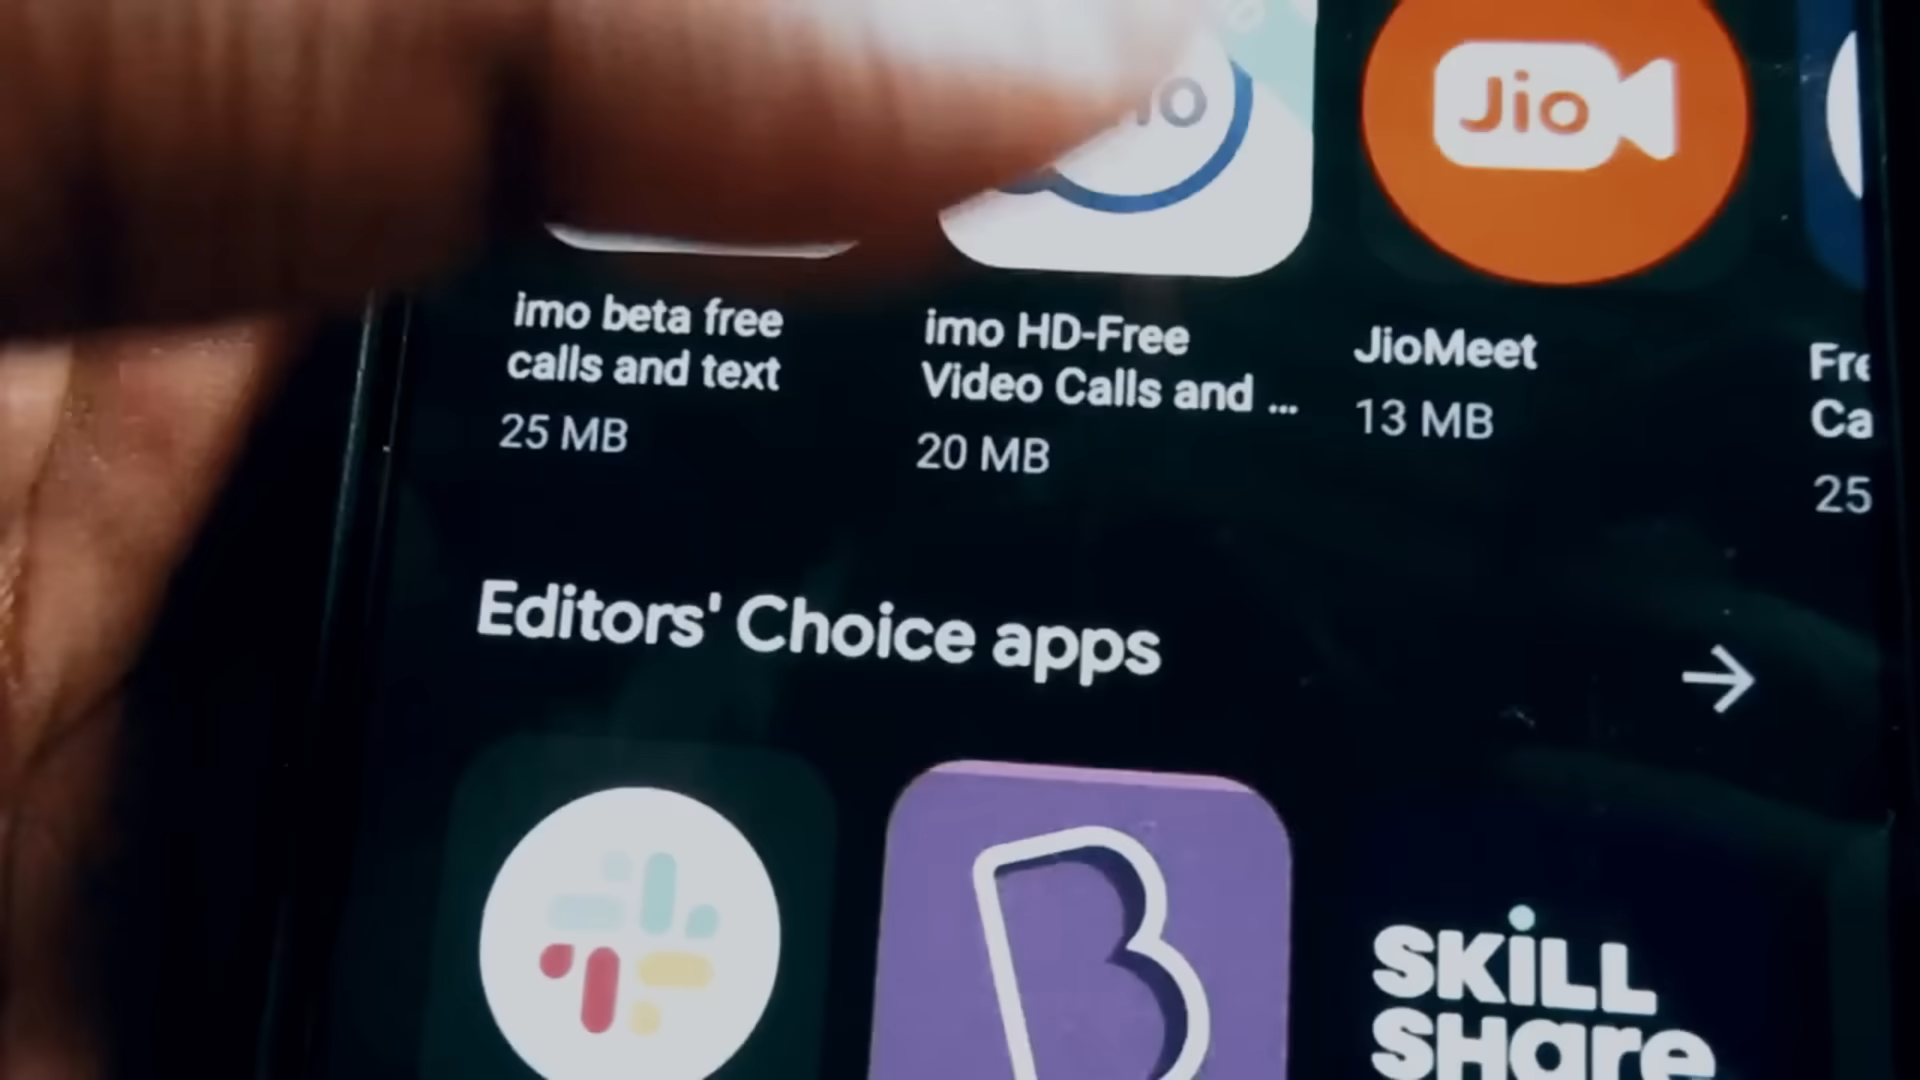 Jio
imo beta free
calls and text
25 MB
imo HD-Free
Video Calls and ...
20 MB
JioMeet
13 MB
25
Editors' Choice apps
B
SKiLL
SHare